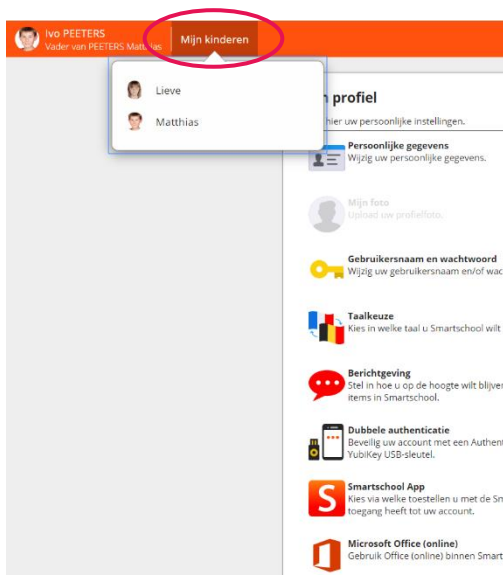 Ivo PEETERS
Vader van PEETERS Matthias
Mijn kinderen
Lieve
Matthias
profiel
hier uw persoonlijke instellingen.
Persoonlijke gegevens
Wijzig uw persoonlijke gegevens.
Mijn foto
Upload uw profielfoto.
Gebruikersnaam en wachtwoord
Wijzig uw gebruikersnaam en/of wac
Taalkeuze
Kies in welke taal u Smartschool wilt
Berichtgeving
Stel in hoe u op de hoogte wilt blijven
items in Smartschool.
Dubbele authenticatie
Beveilig uw account met een Authent
YubiKey USB-sleutel.
Smartschool App
Kies via welke toestellen u met de Sm
toegang heeft tot uw account.
Microsoft Office (online)
Gebruik Office (online) binnen Smart